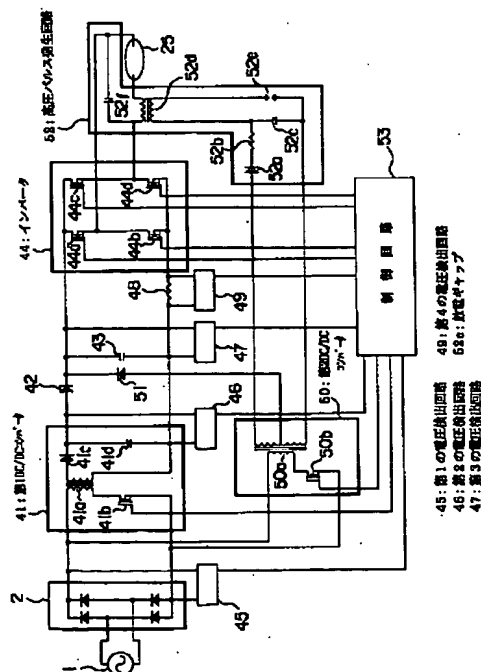 1
2
45
41:第1DC/DCコンバータ
41a
41b
41c
41d
42
46
51
43
47
48
49
44:インバータ
44a
44b
44c
44d
50:第2DC/DC
コンバータ
50a
50b
52:高圧パルス発生回路
52f
25
52d
52b
52a
52c
52e
53
制御回路
45:第1の電圧検出回路
46:第2の電圧検出回路
47:第3の電圧検出回路
49:第4の電圧検出回路
52e:放電ギャップ